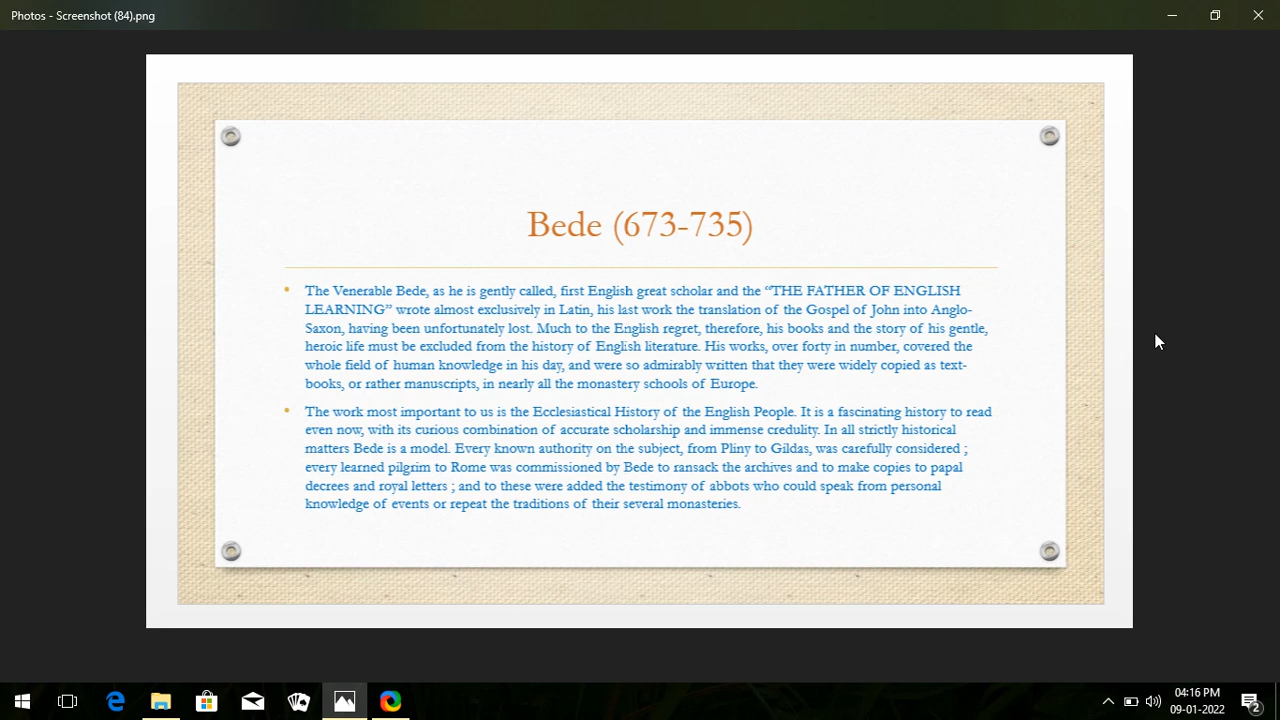 Photos - Screenshot (84).png
Bede (673-735)
• The Venerable Bede, as he is gently called, first English great scholar and the “THE FATHER OF ENGLISH
LEARNING” wrote almost exclusively in Latin, his last work the translation of the Gospel of John into Anglo-
Saxon, having been unfortunately lost. Much to the English regret, therefore, his books and the story of his gentle,
heroic life must be excluded from the history of English literature. His works, over forty in number, covered the
whole field of human knowledge in his day, and were so admirably written that they were widely copied as text-
books, or rather manuscripts, in nearly all the monastery schools of Europe.
• The work most important to us is the Ecclesiastical History of the English People. It is a fascinating history to read
even now, with its curious combination of accurate scholarship and immense credulity. In all strictly historical
matters Bede is a model. Every known authority on the subject, from Pliny to Gildas, was carefully considered ;
every learned pilgrim to Rome was commissioned by Bede to ransack the archives and to make copies to papal
decrees and royal letters ; and to these were added the testimony of abbots who could speak from personal
knowledge of events or repeat the traditions of their several monasteries.
04:16 PM
09-01-2022
2